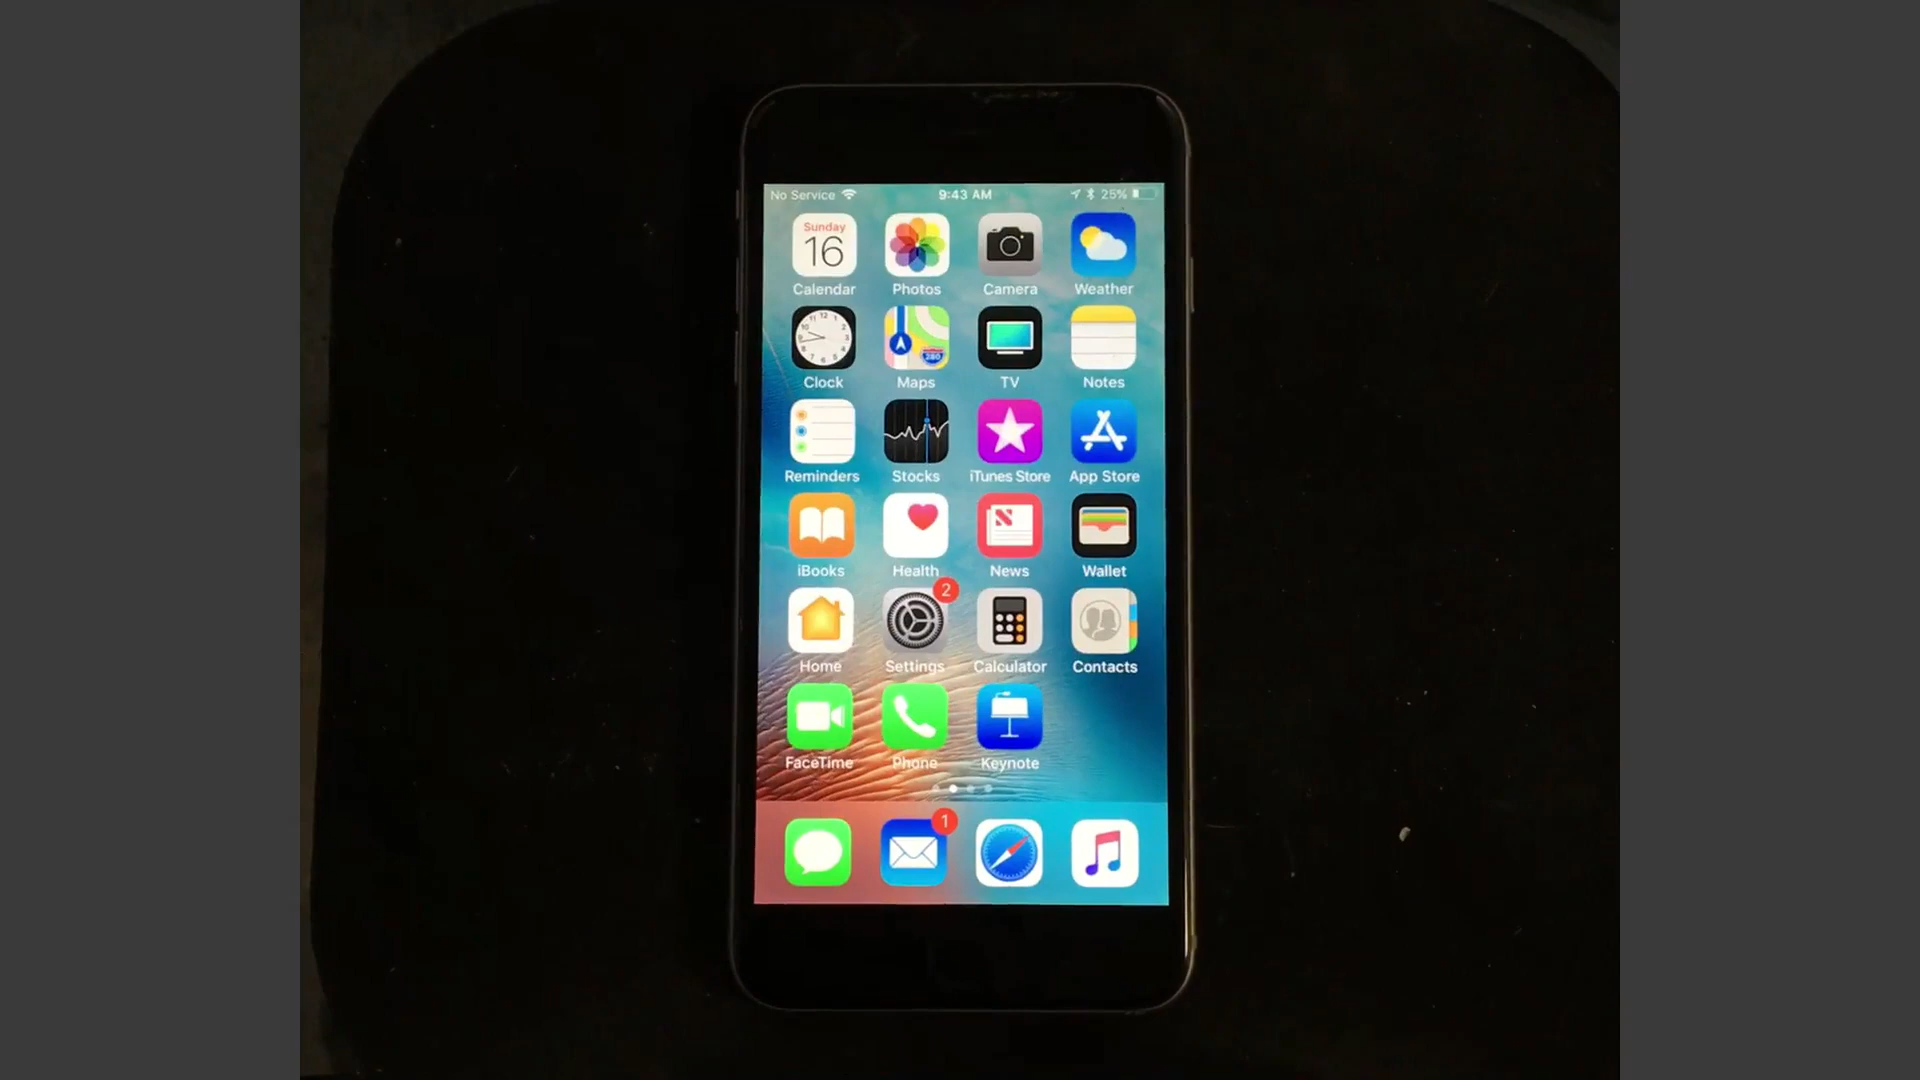 No Service 9:43 AM 25%
Sunday
16
Calendar Photos Camera Weather
280
Clock Maps TV Notes
Reminders Stocks iTunes Store App Store
iBooks Health News Wallet
2
Home Settings Calculator Contacts
FaceTime Phone Keynote
1